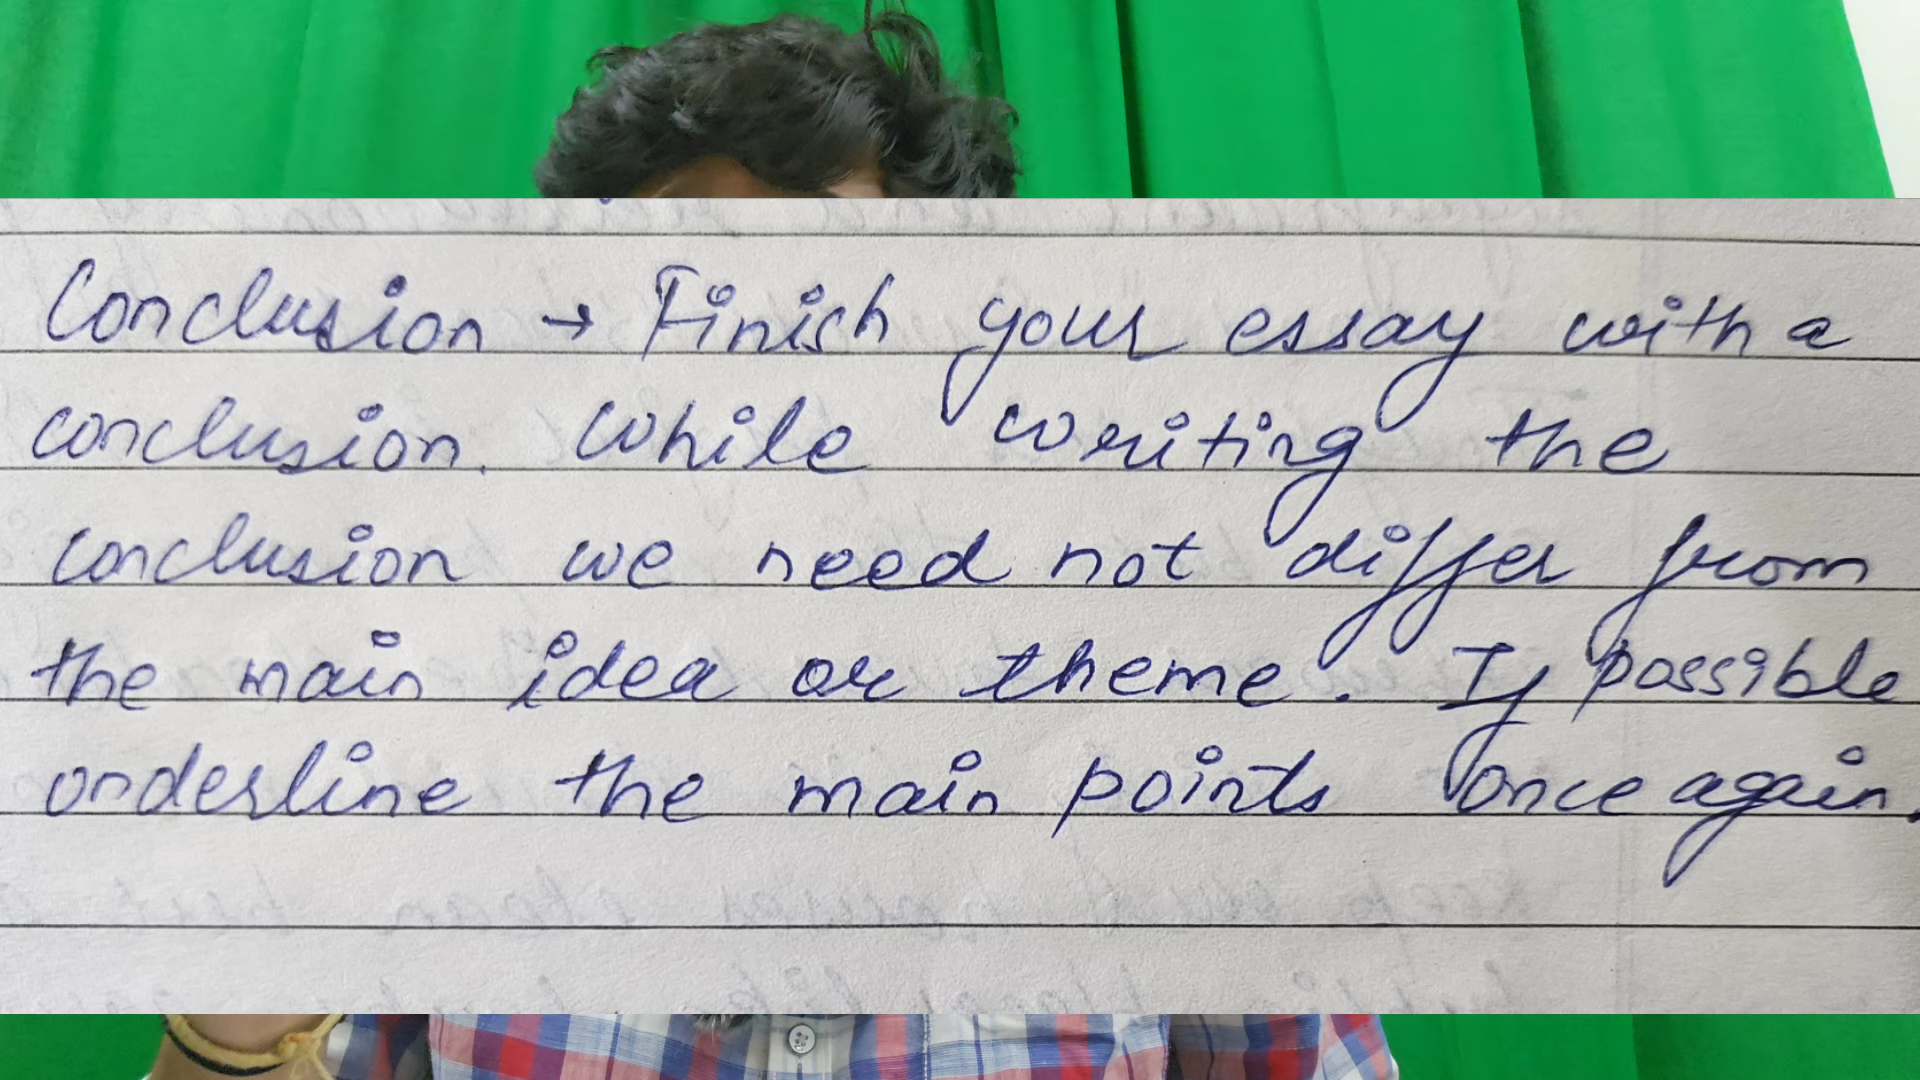 Conclusion → Finish your essay with a
conclusion. While writing the
conclusion we need not differ from
the main idea or theme. If possible
underline the main points once again.